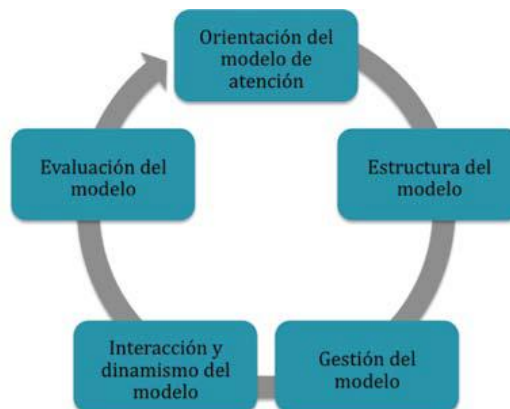 Orientación del
modelo de
atención
Estructura del
modelo
Gestión del
modelo
Interacción y
dinamismo del
modelo
Evaluación del
modelo